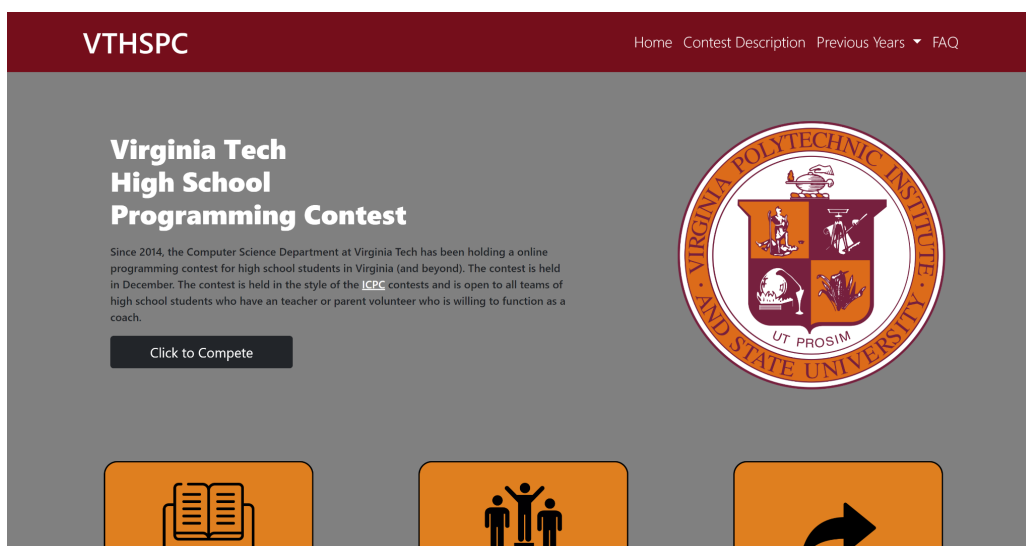 VTHSPC
Home Contest Description Previous Years FAQ
Virginia Tech
High School
Programming Contest
Since 2014, the Computer Science Department at Virginia Tech has been holding a online
programming contest for high school students in Virginia (and beyond). The contest is held
in December. The contest is held in the style of the ICPC contests and is open to all teams of
high school students who have an teacher or parent volunteer who is willing to function as a
coach.
Click to Compete
VIRGINIA POLYTECHNIC INSTITUTE
· AND STATE UNIVERSITY ·
UT PROSIM